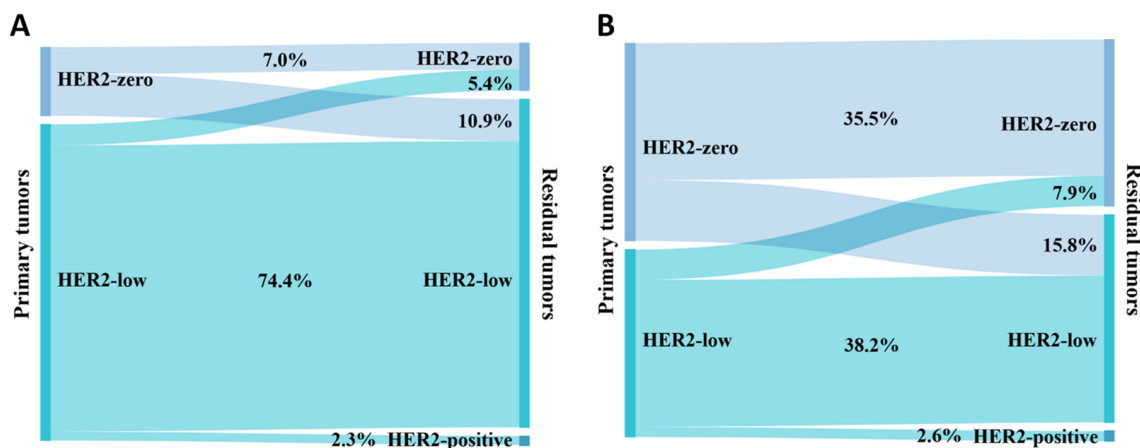 A
Primary tumors
HER2-zero
7.0%
HER2-zero
5.4%
10.9%
HER2-low
74.4%
HER2-low
2.3% HER2-positive
Residual tumors
B
Primary tumors
HER2-zero
35.5%
HER2-zero
7.9%
15.8%
HER2-low
38.2%
HER2-low
2.6% HER2-positive
Residual tumors